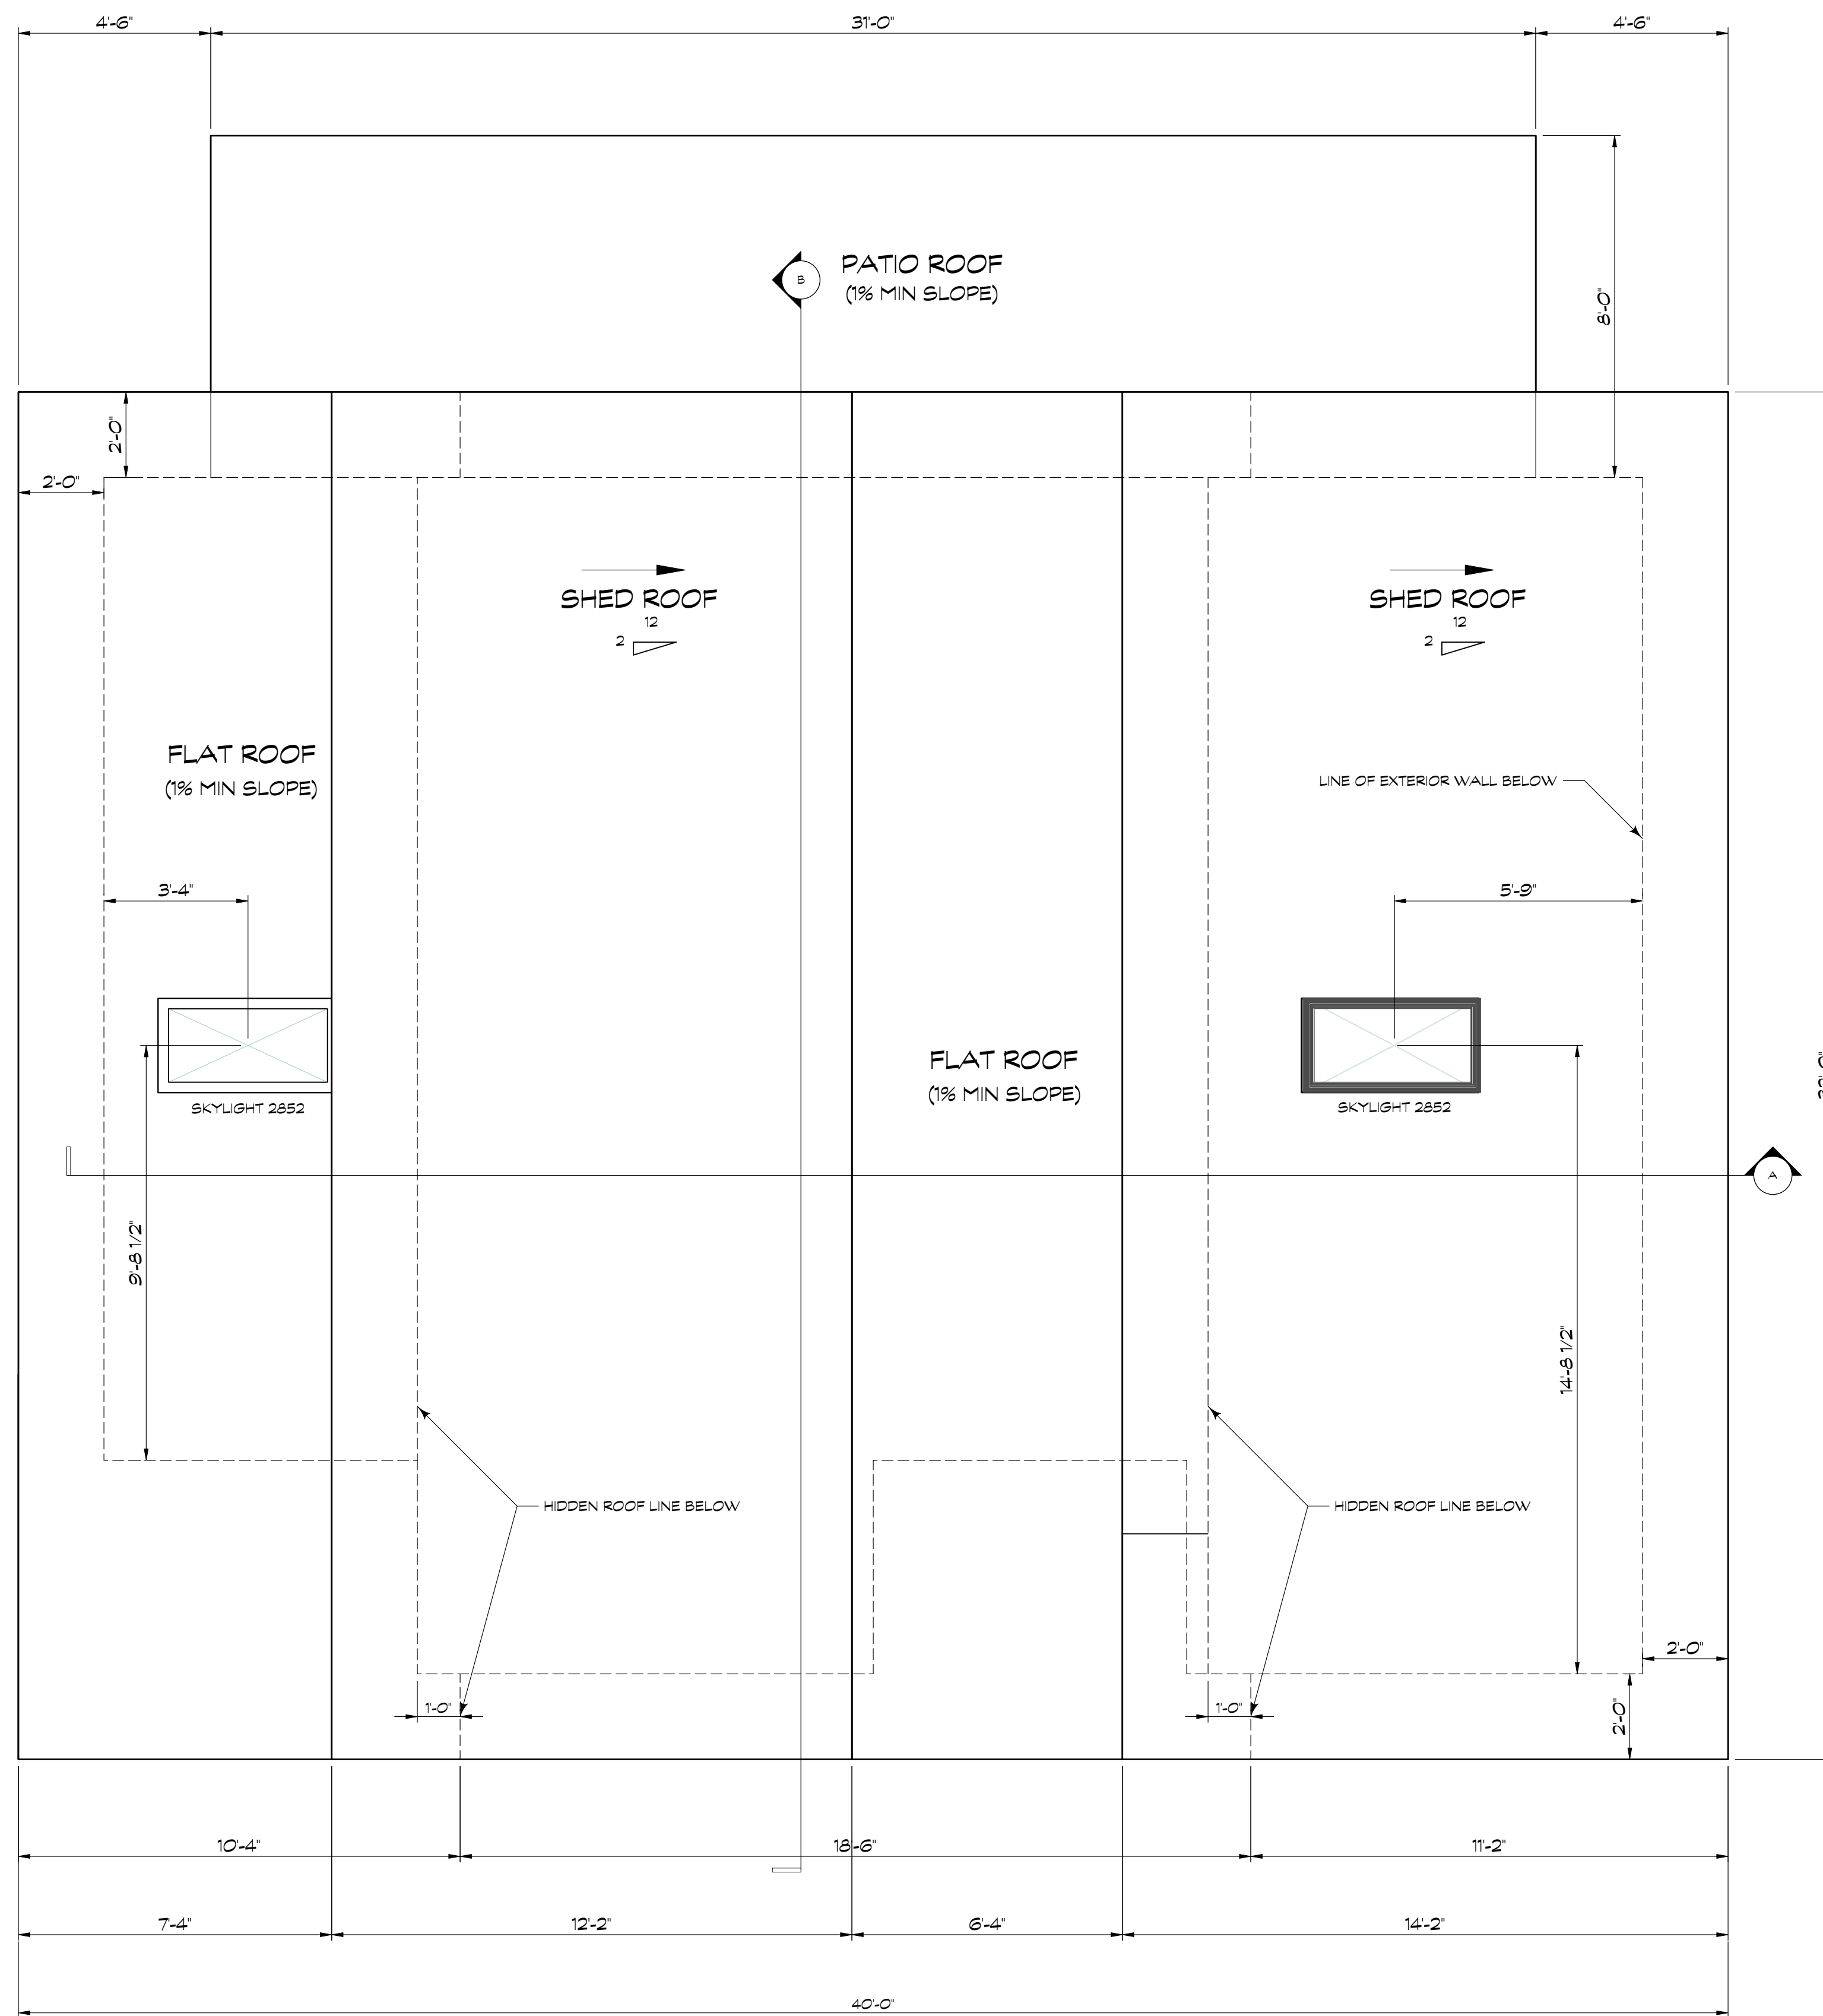 4'-6"
31'-0"
4'-6"
B
PATIO ROOF
(1% MIN SLOPE)
8'-0"
2'-0"
2'-0"
SHED ROOF
12
2
SHED ROOF
12
2
FLAT ROOF
(1% MIN SLOPE)
LINE OF EXTERIOR WALL BELOW
3'-4"
5'-9"
FLAT ROOF
(1% MIN SLOPE)
SKYLIGHT 2852
SKYLIGHT 2852
A
9'-8 1/2"
14'-8 1/2"
HIDDEN ROOF LINE BELOW
HIDDEN ROOF LINE BELOW
2'-0"
1'-0"
1'-0"
2'-0"
10'-4"
18'-6"
11'-2"
7'-4"
12'-2"
6'-4"
14'-2"
40'-0"